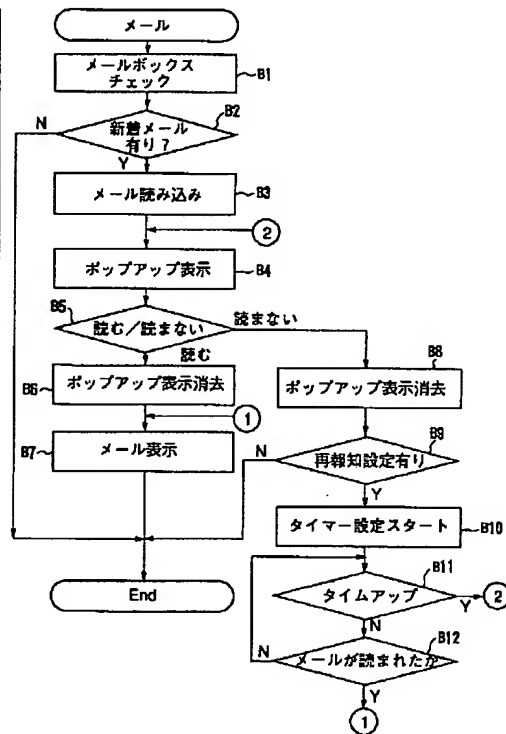 メール
メールボックス
チェック
B1
新着メール
有り？
B2
N
Y
メール読み込み
B3
②
ポップアップ表示
B4
読む／読まない
B5
読まない
読む
ポップアップ表示消去
B6
①
メール表示
B7
End
ポップアップ表示消去
B8
再報知設定有り
B9
N
Y
タイマー設定スタート
B10
タイムアップ
B11
Y
②
N
メールが読まれたか
B12
N
Y
①